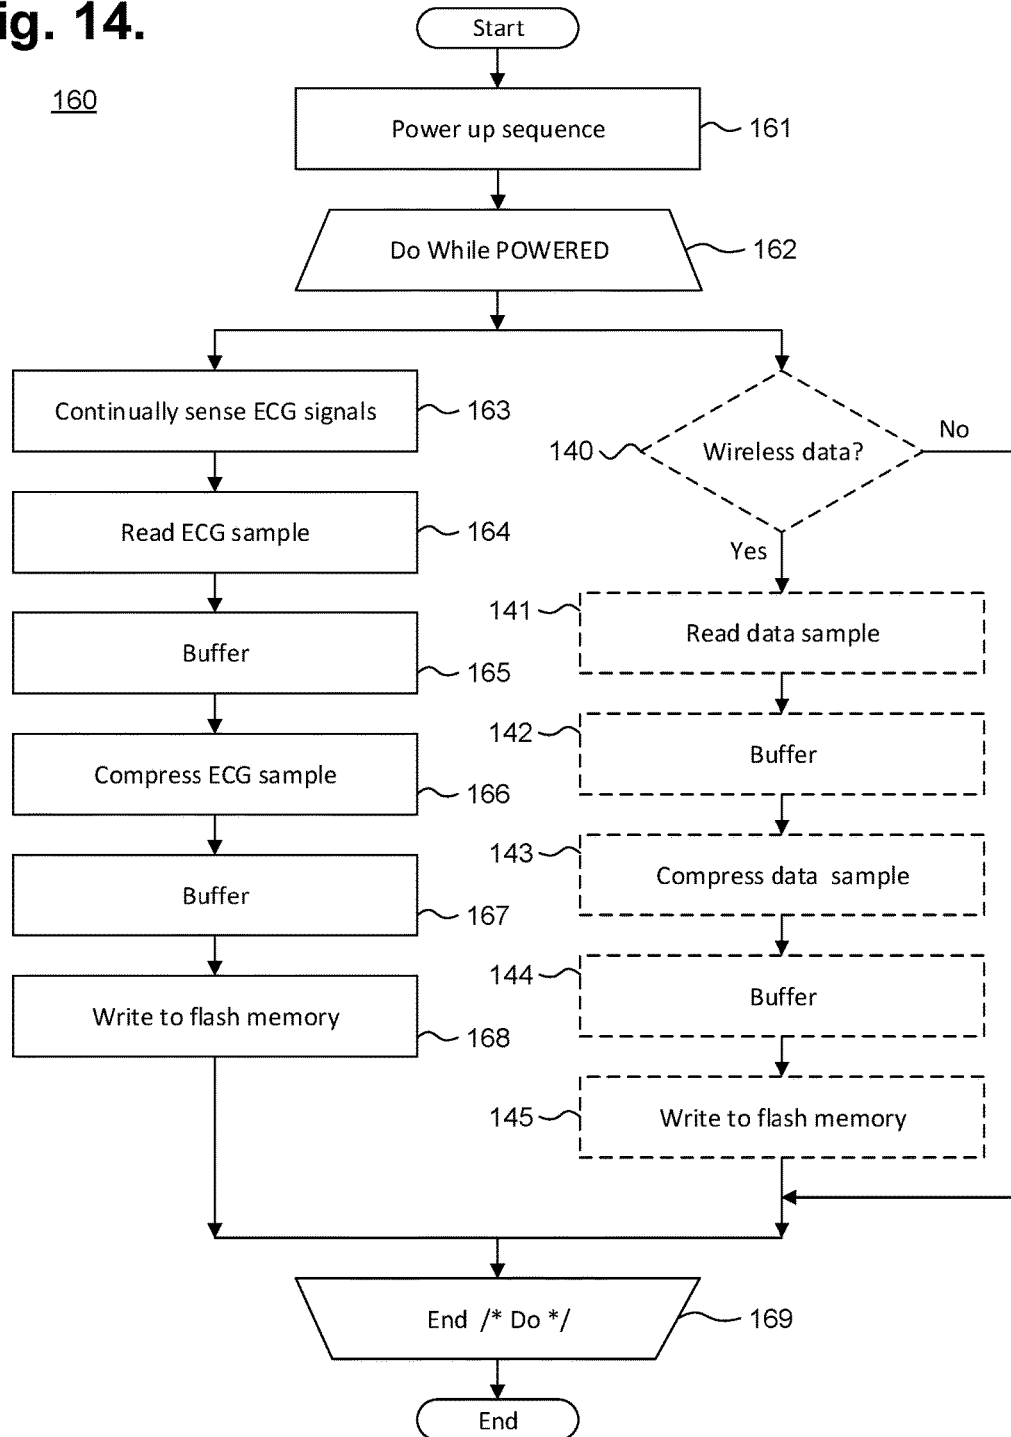 ig. 14.
Start
160
Power up sequence
161
Do While POWERED
162
Continually sense ECG signals
163
140
Wireless data?
No
Read ECG sample
164
Yes
141
Read data sample
Buffer
165
142
Buffer
Compress ECG sample
166
143
Compress data  sample
Buffer
167
144
Buffer
Write to flash memory
168
145
Write to flash memory
End  /* Do */
169
End